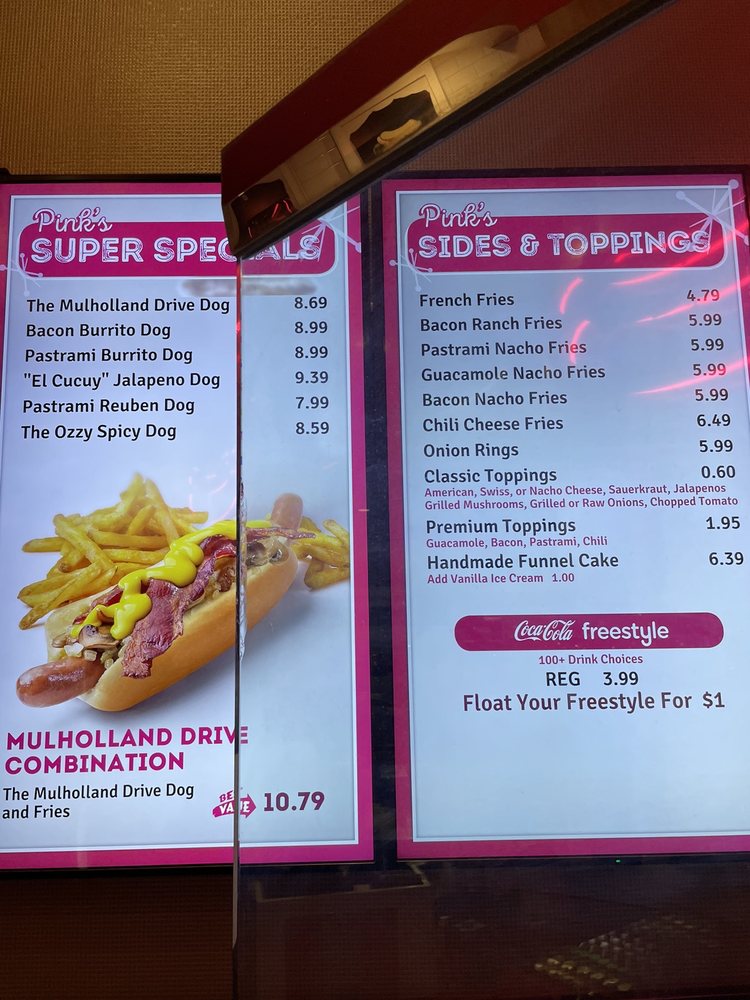 Pink's
SUPER SPECIALS
The Mulholland Drive Dog 8.69
Bacon Burrito Dog 8.99
Pastrami Burrito Dog 8.99
"El Cucuy" Jalapeno Dog 9.39
Pastrami Reuben Dog 7.99
The Ozzy Spicy Dog 8.59
MULHOLLAND DRIVE
COMBINATION
The Mulholland Drive Dog
and Fries
VALUE 10.79
Pink's
SIDES & TOPPINGS
French Fries 4.79
Bacon Ranch Fries 5.99
Pastrami Nacho Fries 5.99
Guacamole Nacho Fries 5.99
Bacon Nacho Fries 5.99
Chili Cheese Fries 6.49
Onion Rings 5.99
Classic Toppings 0.60
American, Swiss, or Nacho Cheese, Sauerkraut, Jalapenos
Grilled Mushrooms, Grilled or Raw Onions, Chopped Tomato
Premium Toppings 1.95
Guacamole, Bacon, Pastrami, Chili
Handmade Funnel Cake 6.39
Add Vanilla Ice Cream 1.00
Coca-Cola freestyle
100+ Drink Choices
REG 3.99
Float Your Freestyle For $1